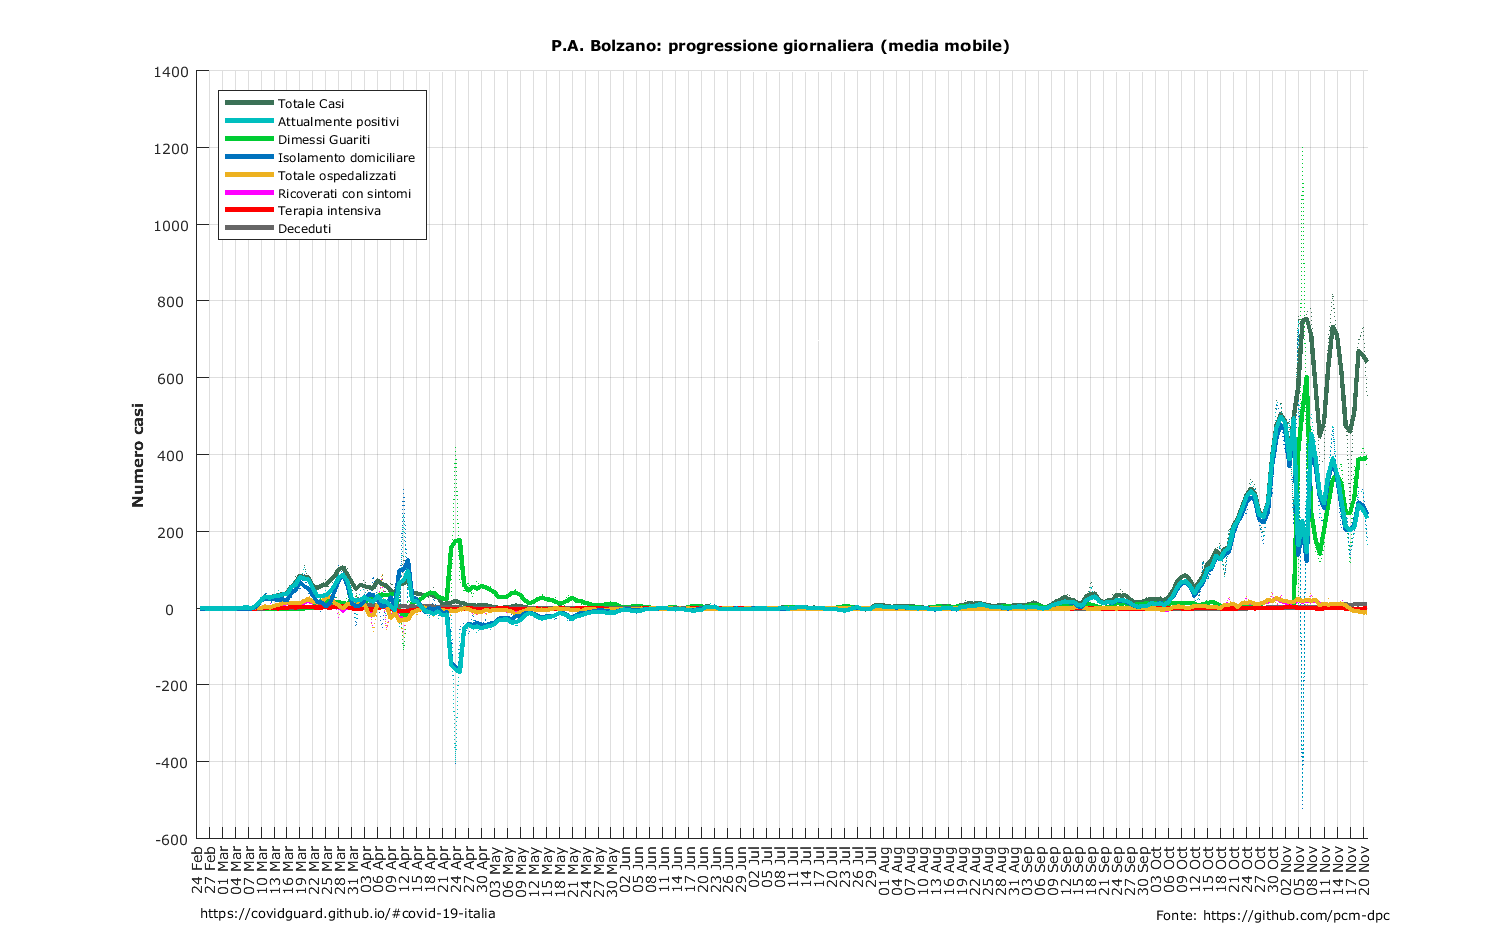 P.A. Bolzano: progressione giornaliera (media mobile)
1400
1200
1000
800
600
400
200
0
-200
-400
-600
Numero casi
Totale Casi
Attualmente positivi
Dimessi Guariti
Isolamento domiciliare
Totale ospedalizzati
Ricoverati con sintomi
Terapia intensiva
Deceduti
24 Feb
27 Feb
01 Mar
04 Mar
07 Mar
10 Mar
13 Mar
16 Mar
19 Mar
22 Mar
25 Mar
28 Mar
31 Mar
03 Apr
06 Apr
09 Apr
12 Apr
15 Apr
18 Apr
21 Apr
24 Apr
27 Apr
30 Apr
03 May
06 May
09 May
12 May
15 May
18 May
21 May
24 May
27 May
30 May
02 Jun
05 Jun
08 Jun
11 Jun
14 Jun
17 Jun
20 Jun
23 Jun
26 Jun
29 Jun
02 Jul
05 Jul
08 Jul
11 Jul
14 Jul
17 Jul
20 Jul
23 Jul
26 Jul
29 Jul
01 Aug
04 Aug
07 Aug
10 Aug
13 Aug
16 Aug
19 Aug
22 Aug
25 Aug
28 Aug
31 Aug
03 Sep
06 Sep
09 Sep
12 Sep
15 Sep
18 Sep
21 Sep
24 Sep
27 Sep
30 Sep
03 Oct
06 Oct
09 Oct
12 Oct
15 Oct
18 Oct
21 Oct
24 Oct
27 Oct
30 Oct
02 Nov
05 Nov
08 Nov
11 Nov
14 Nov
17 Nov
20 Nov
https://covidguard.github.io/#covid-19-italia
Fonte: https://github.com/pcm-dpc